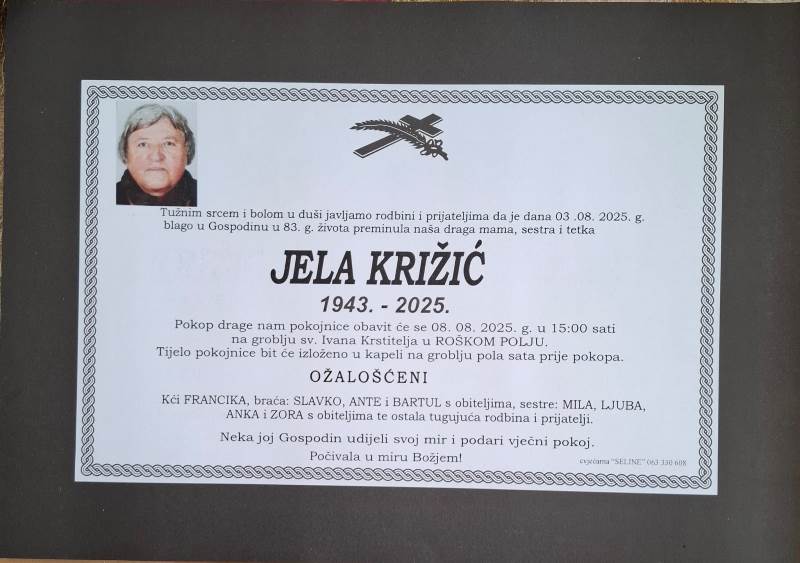 Tužnim srcem i bolom u duši javljamo rodbini i prijateljima da je dana 03 .08. 2025. g.
blago u Gospodinu u 83. g. života preminula naša draga mama, sestra i tetka
JELA KRIŽIĆ
1943. - 2025.
Pokop drage nam pokojnice obavit će se 08. 08. 2025. g. u 15:00 sati
na groblju sv. Ivana Krstitelja u ROŠKOM POLJU.
Tijelo pokojnice bit će izloženo u kapeli na groblju pola sata prije pokopa.
OŽALOŠĆENI
Kći FRANCIKA, braća: SLAVKO, ANTE i BARTUL s obiteljima, sestre: MILA, LJUBA,
ANKA i ZORA s obiteljima te ostala tugujuća rodbina i prijatelji.
Neka joj Gospodin udijeli svoj mir i podari vječni pokoj.
Počivala u miru Božjem!
cvjećarna "SELINE" 063 330 608